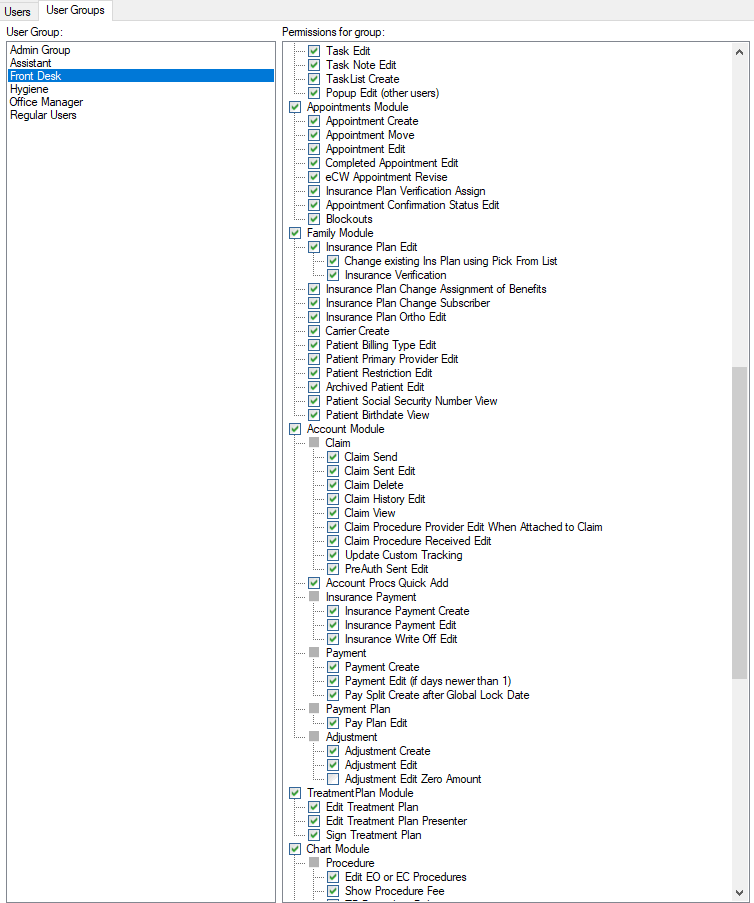 Users
User Groups
User Group:
Admin Group
Assistant
Front Desk
Hygiene
Office Manager
Regular Users
Permissions for group:
Task Edit
Task Note Edit
TaskList Create
Popup Edit (other users)
Appointments Module
Appointment Create
Appointment Move
Appointment Edit
Completed Appointment Edit
eCW Appointment Revise
Insurance Plan Verification Assign
Appointment Confirmation Status Edit
Blockouts
Family Module
Insurance Plan Edit
Change existing Ins Plan using Pick From List
Insurance Verification
Insurance Plan Change Assignment of Benefits
Insurance Plan Change Subscriber
Insurance Plan Ortho Edit
Carrier Create
Patient Billing Type Edit
Patient Primary Provider Edit
Patient Restriction Edit
Archived Patient Edit
Patient Social Security Number View
Patient Birthdate View
Account Module
Claim
Claim Send
Claim Sent Edit
Claim Delete
Claim History Edit
Claim View
Claim Procedure Provider Edit When Attached to Claim
Claim Procedure Received Edit
Update Custom Tracking
PreAuth Sent Edit
Account Procs Quick Add
Insurance Payment
Insurance Payment Create
Insurance Payment Edit
Insurance Write Off Edit
Payment
Payment Create
Payment Edit (if days newer than 1)
Pay Split Create after Global Lock Date
Payment Plan
Pay Plan Edit
Adjustment
Adjustment Create
Adjustment Edit
Adjustment Edit Zero Amount
TreatmentPlan Module
Edit Treatment Plan
Edit Treatment Plan Presenter
Sign Treatment Plan
Chart Module
Procedure
Edit EO or EC Procedures
Show Procedure Fee